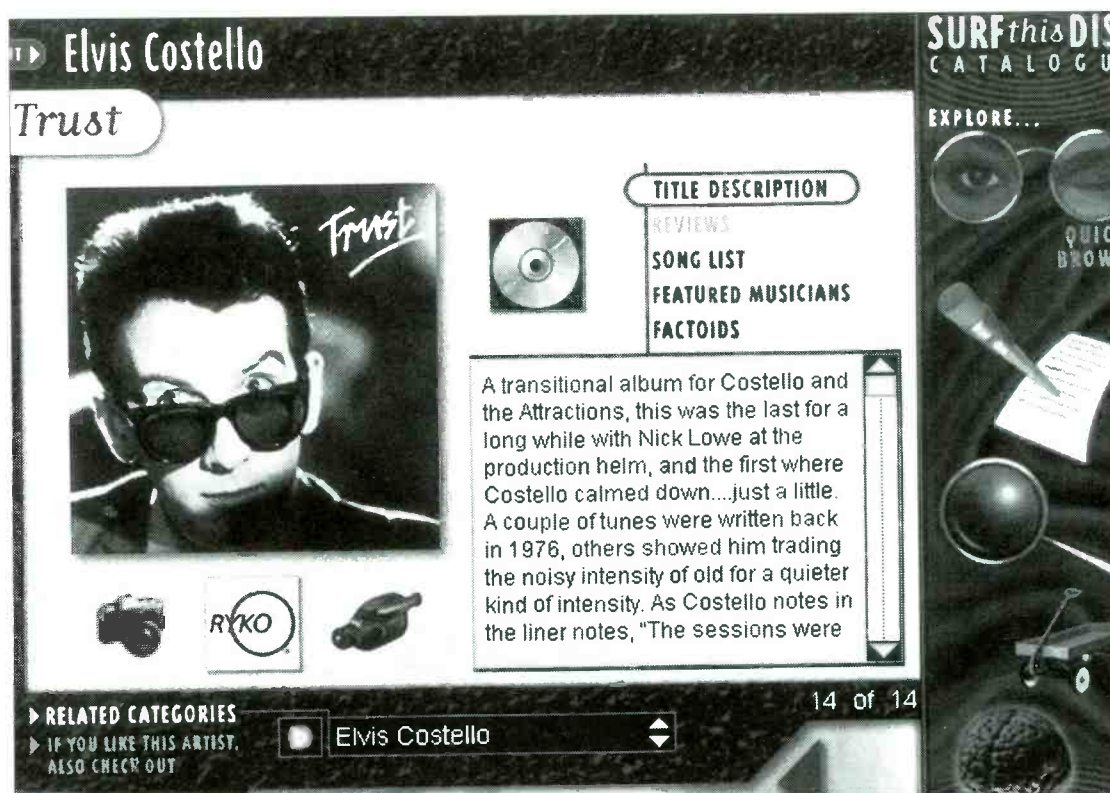 Elvis Costello
Trust
Trust
TITLE DESCRIPTION
REVIEWS
SONG LIST
FEATURED MUSICIANS
FACTOIDS
A transitional album for Costello and
the Attractions, this was the last for a
long while with Nick Lowe at the
production helm, and the first where
Costello calmed down....just a little.
A couple of tunes were written back
in 1976, others showed him trading
the noisy intensity of old for a quieter
kind of intensity. As Costello notes in
the liner notes, "The sessions were
RYKO
14 of 14
RELATED CATEGORIES
IF YOU LIKE THIS ARTIST,
ALSO CHECK OUT
Elvis Costello
SURF this DIS
CATALOGU
EXPLORE...
QUIC
BROW